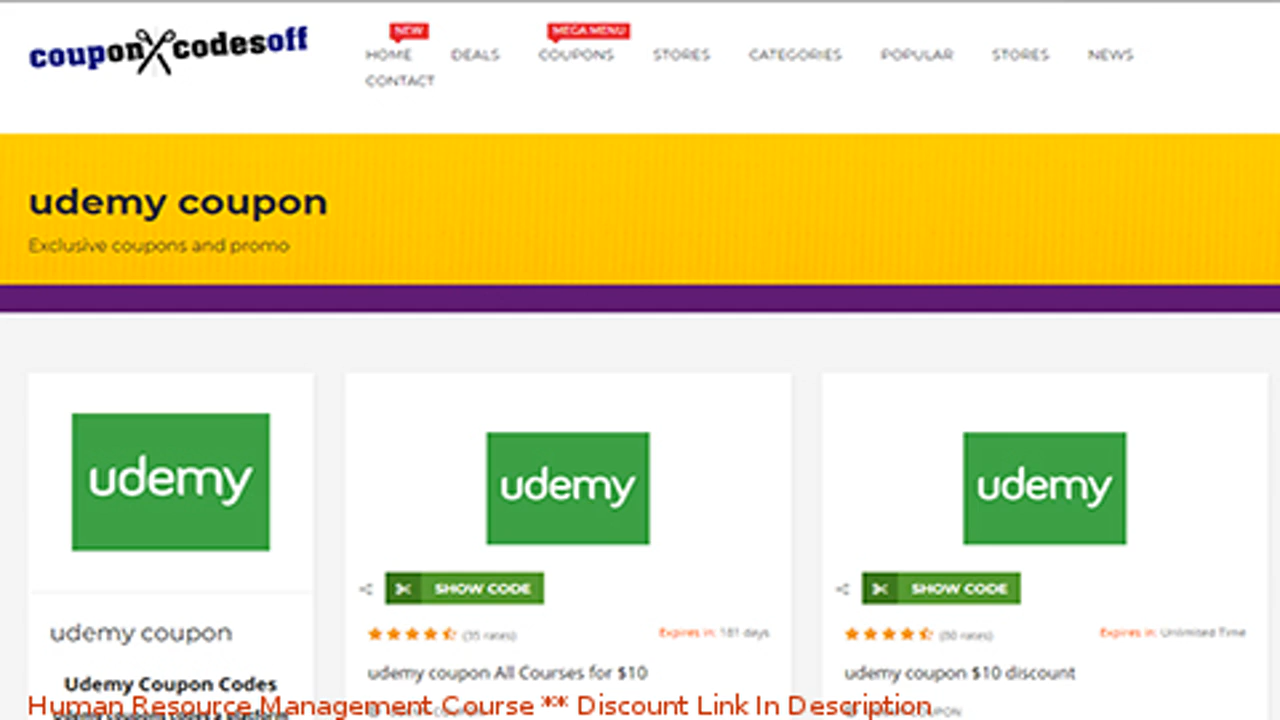 couponcodesoff
NEW
MEGA MENU
HOME DEALS COUPONS STORES CATEGORIES POPULAR STORES NEWS
CONTACT
udemy coupon
Exclusive coupons and promo
udemy
udemy coupon
Udemy Coupon Codes
udemy
SHOW CODE
(35 rates) Expires in: 181 days
udemy coupon All Courses for $10
udemy
SHOW CODE
(80 rates) Expires in: Unlimited Time
udemy coupon $10 discount
Human Resource Management Course ** Discount Link In Description